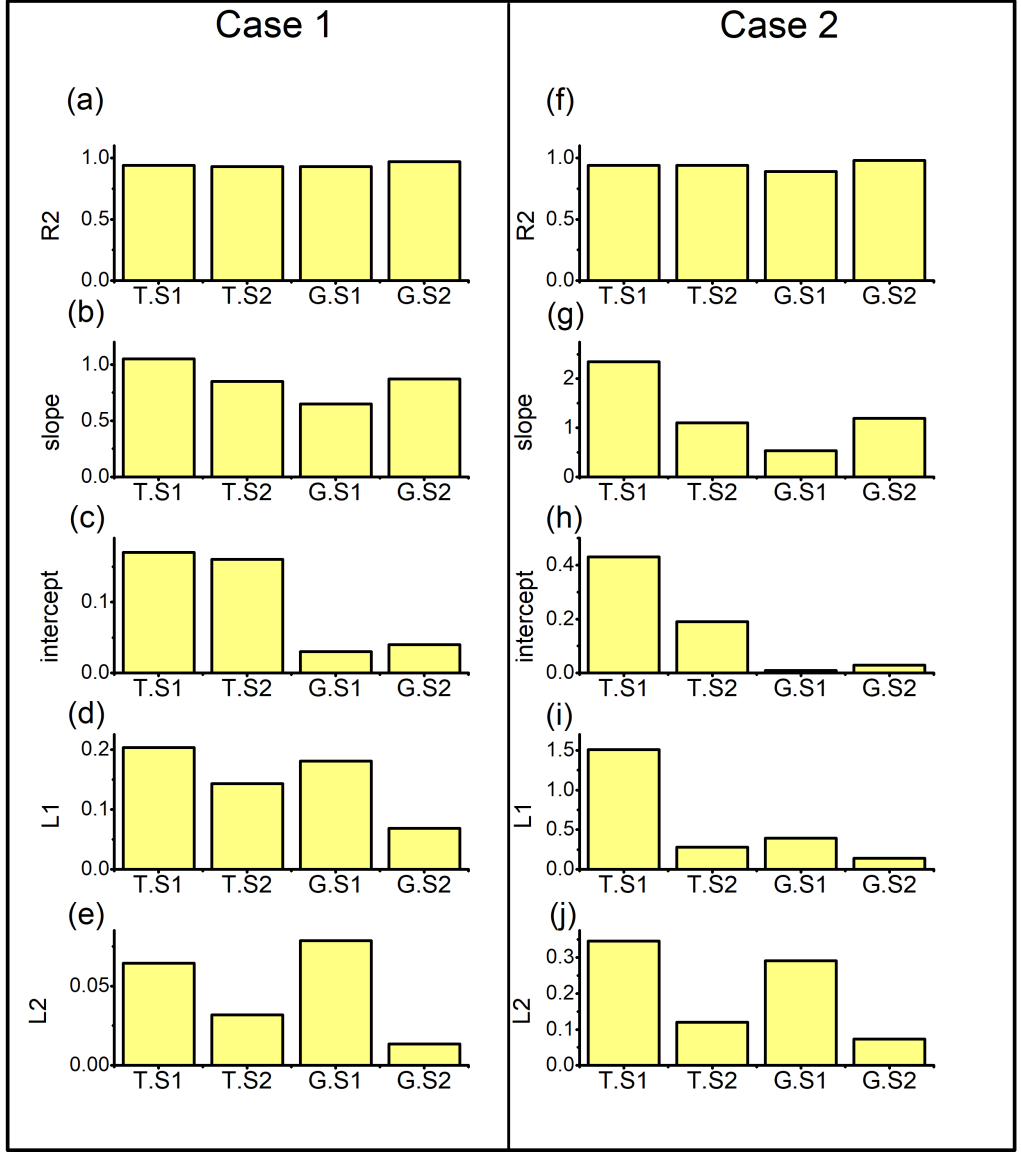 Case 1
(a)
1.0
0.5
0.0
R2
T.S1 T.S2 G.S1 G.S2
(b)
1.0
0.5
0.0
slope
T.S1 T.S2 G.S1 G.S2
(c)
0.1
0.0
intercept
T.S1 T.S2 G.S1 G.S2
(d)
0.2
0.1
0.0
L1
T.S1 T.S2 G.S1 G.S2
(e)
0.05
0.00
L2
T.S1 T.S2 G.S1 G.S2
Case 2
(f)
1.0
0.5
0.0
R2
T.S1 T.S2 G.S1 G.S2
(g)
2
1
0
slope
T.S1 T.S2 G.S1 G.S2
(h)
0.4
0.2
0.0
intercept
T.S1 T.S2 G.S1 G.S2
(i)
1.5
1.0
0.5
0.0
L1
T.S1 T.S2 G.S1 G.S2
(j)
0.3
0.2
0.1
0.0
L2
T.S1 T.S2 G.S1 G.S2